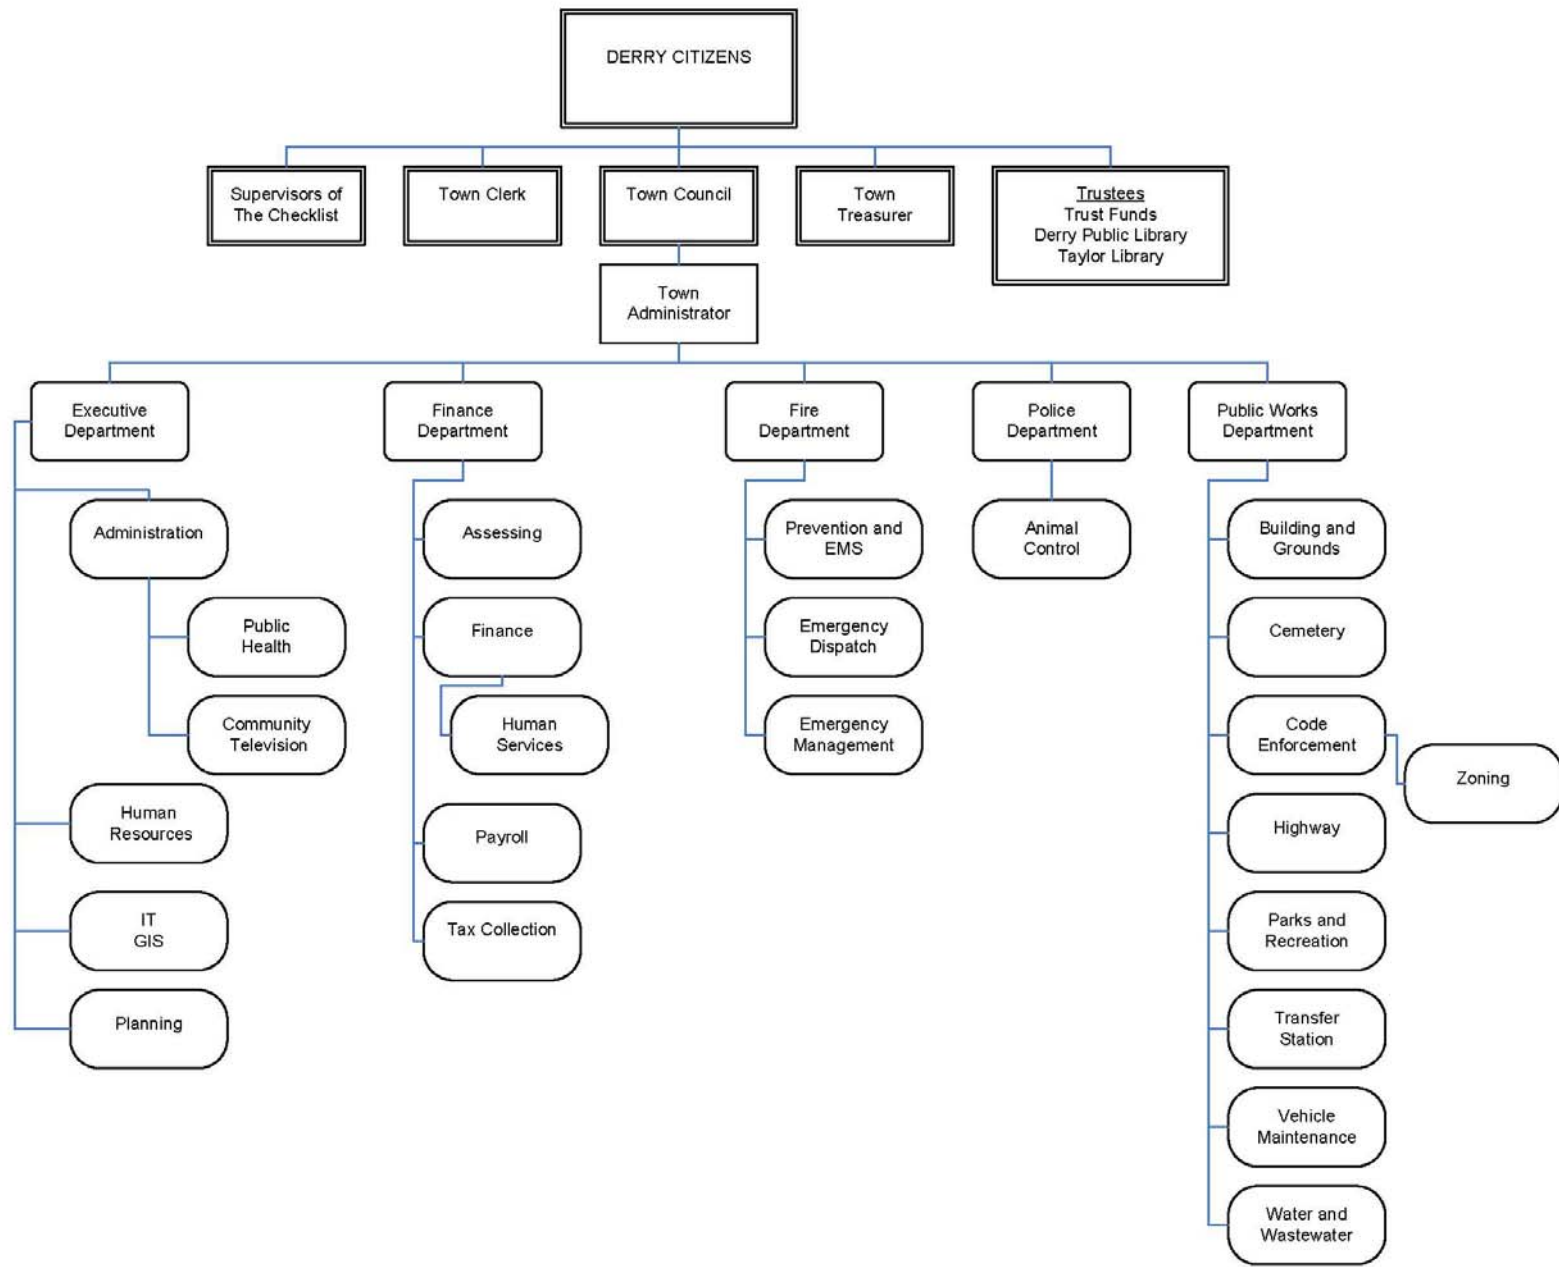 DERRY CITIZENS
Supervisors of
The Checklist
Town Clerk
Town Council
Town
Treasurer
Trustees
Trust Funds
Derry Public Library
Taylor Library
Town
Administrator
Executive
Department
Finance
Department
Fire
Department
Police
Department
Public Works
Department
Administration
Public
Health
Community
Television
Human
Resources
IT
GIS
Planning
Assessing
Finance
Human
Services
Payroll
Tax Collection
Prevention and
EMS
Emergency
Dispatch
Emergency
Management
Animal
Control
Building and
Grounds
Cemetery
Code
Enforcement
Zoning
Highway
Parks and
Recreation
Transfer
Station
Vehicle
Maintenance
Water and
Wastewater